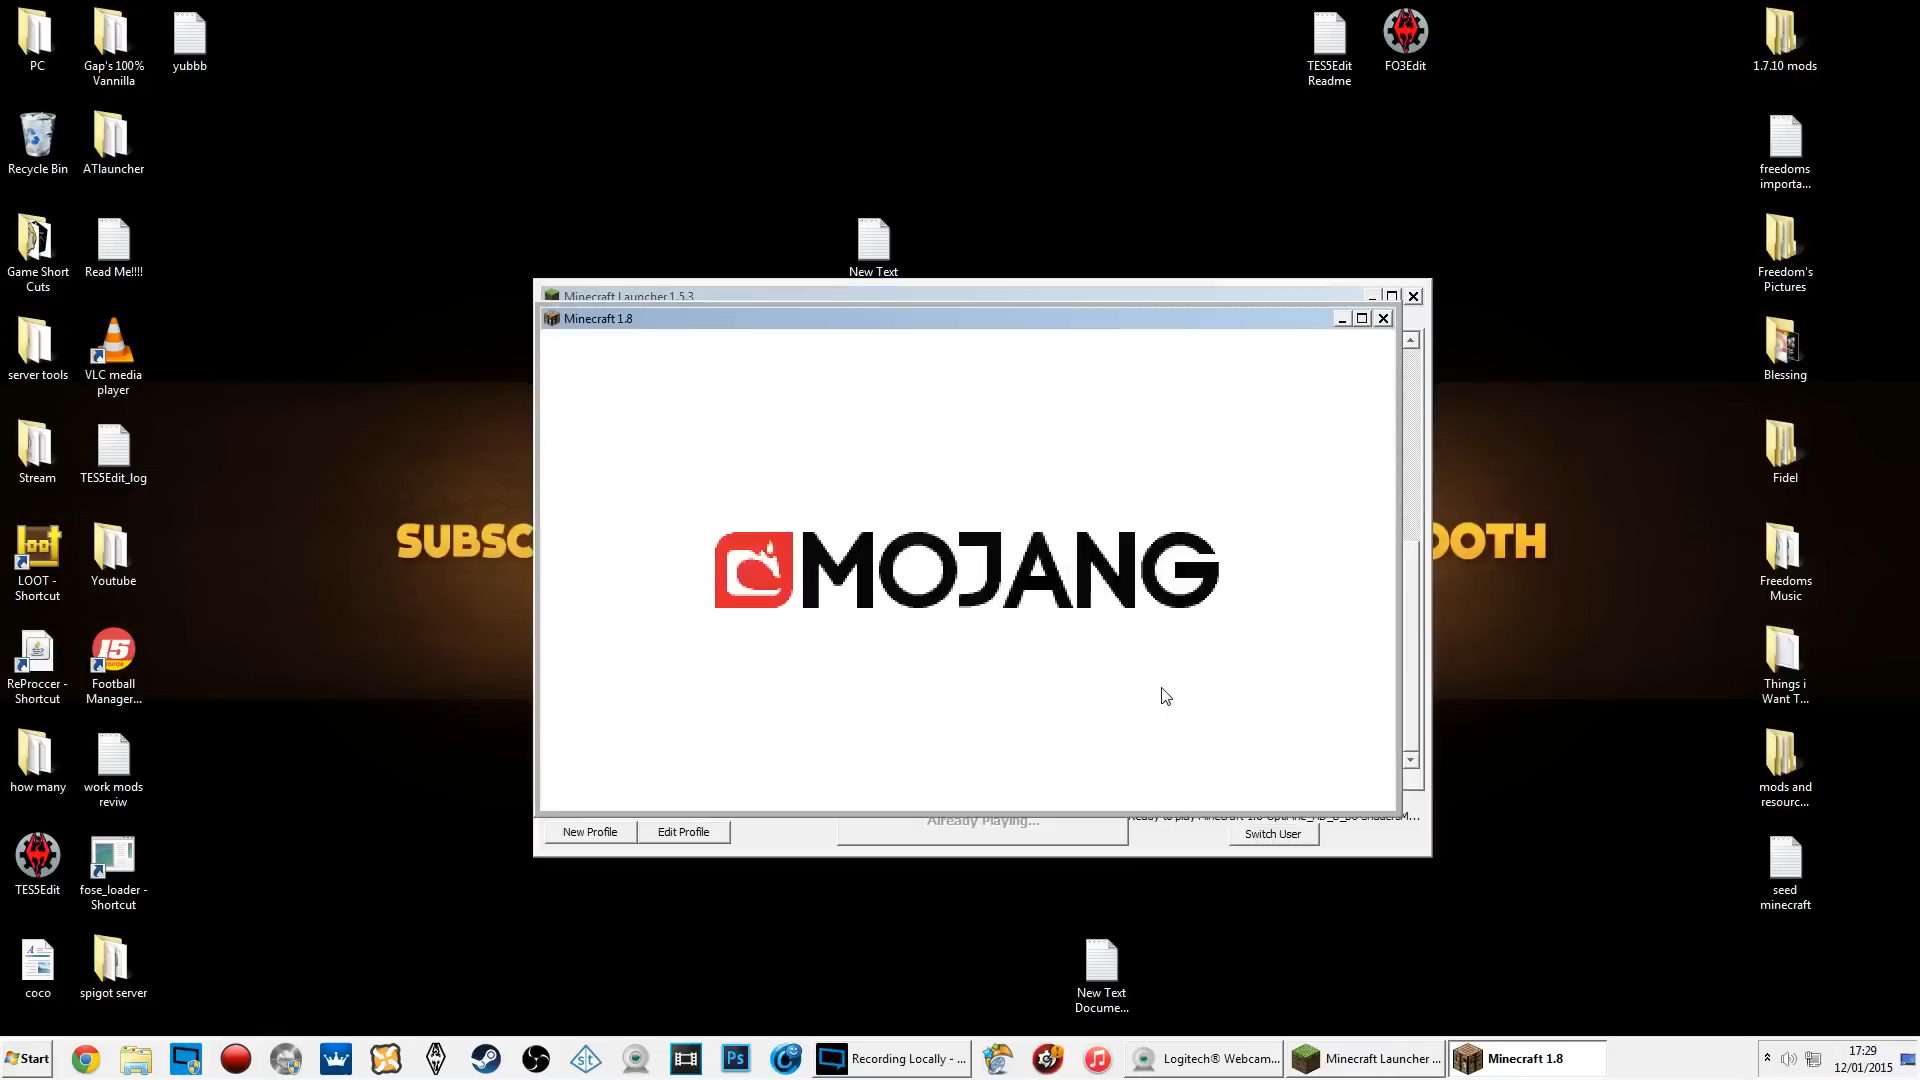 PC
Gap's 100%
Vannilla
yubbb
TES5Edit
Readme
FO3Edit
1.7.10 mods
Recycle Bin
ATlauncher
freedoms
importa...
Game Short
Cuts
Read Me!!!!
New Text
Freedom's
Pictures
Minecraft Launcher 1.5.3
Minecraft 1.8
server tools
VLC media
player
Blessing
Stream
TES5Edit_log
Fidel
SUBSC
MOJANG
OOTH
LOOT -
Shortcut
Youtube
Freedoms
Music
ReProccer -
Shortcut
15
Football
Manager...
Things i
Want T...
how many
work mods
reviw
mods and
resourc...
Already Playing...
New Profile
Edit Profile
Switch User
TES5Edit
fose_loader -
Shortcut
seed
minecraft
coco
spigot server
New Text
Docume...
Start
Ps
Recording Locally - ...
Logitech® Webcam...
Minecraft Launcher ...
Minecraft 1.8
17:29
12/01/2015